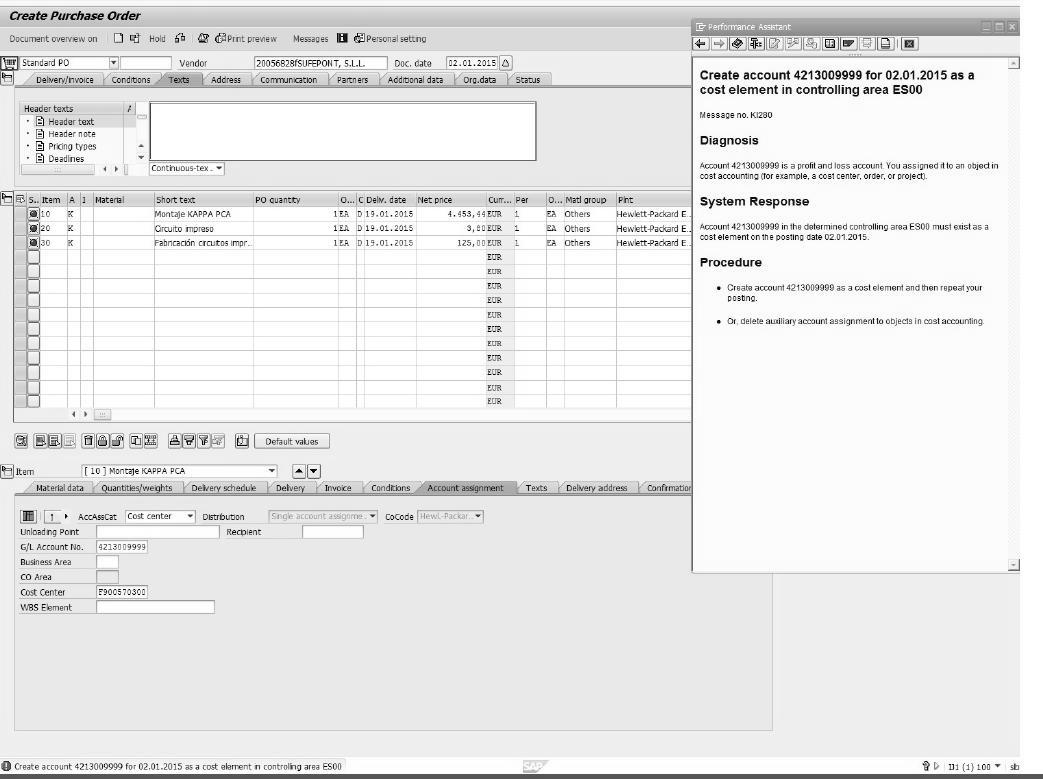 Create Purchase Order
Document overview on Hold Print preview Messages Personal setting
Standard PO Vendor 20056828fSUFEPONT, S.L.L. Doc. date 02.01.2015
Delivery/Invoice Conditions Texts Address Communication Partners Additional data Org.data Status
Header texts
Header text
Header note
Pricing types
Deadlines
Continuous-tex..
S.. Item A I Material Short text PO quantity O... C Delv. date Net price Curr... Per O... Matl group Plnt
10 K Montaje KAPPA PCA 1 EA D 19.01.2015 4.453,44 EUR 1 EA Others Hewlett-Packard E..
20 K Circuito impreso 1 EA D 19.01.2015 3,80 EUR 1 EA Others Hewlett-Packard E..
30 K Fabricación circuitos impr... 1 EA D 19.01.2015 125,00 EUR 1 EA Others Hewlett-Packard E..
EUR
EUR
EUR
EUR
EUR
EUR
EUR
EUR
EUR
EUR
EUR
Default values
Item [ 10 ] Montaje KAPPA PCA
Material data Quantities/weights Delivery schedule Delivery Invoice Conditions Account assignment Texts Delivery address Confirmation
1 AccAssCat Cost center Distribution Single account assignme.. CoCode Hewl.-Packar..
Unloading Point Recipient
G/L Account No. 4213009999
Business Area
CO Area
Cost Center F900570300
WBS Element
Performance Assistant
Create account 4213009999 for 02.01.2015 as a
cost element in controlling area ES00
Message no. KI280
Diagnosis
Account 4213009999 is a profit and loss account. You assigned it to an object in
cost accounting (for example, a cost center, order, or project).
System Response
Account 4213009999 in the determined controlling area ES00 must exist as a
cost element on the posting date 02.01.2015.
Procedure
Create account 4213009999 as a cost element and then repeat your
posting.
Or, delete auxiliary account assignment to objects in cost accounting.
Create account 4213009999 for 02.01.2015 as a cost element in controlling area ES00
SAP
(1) 100